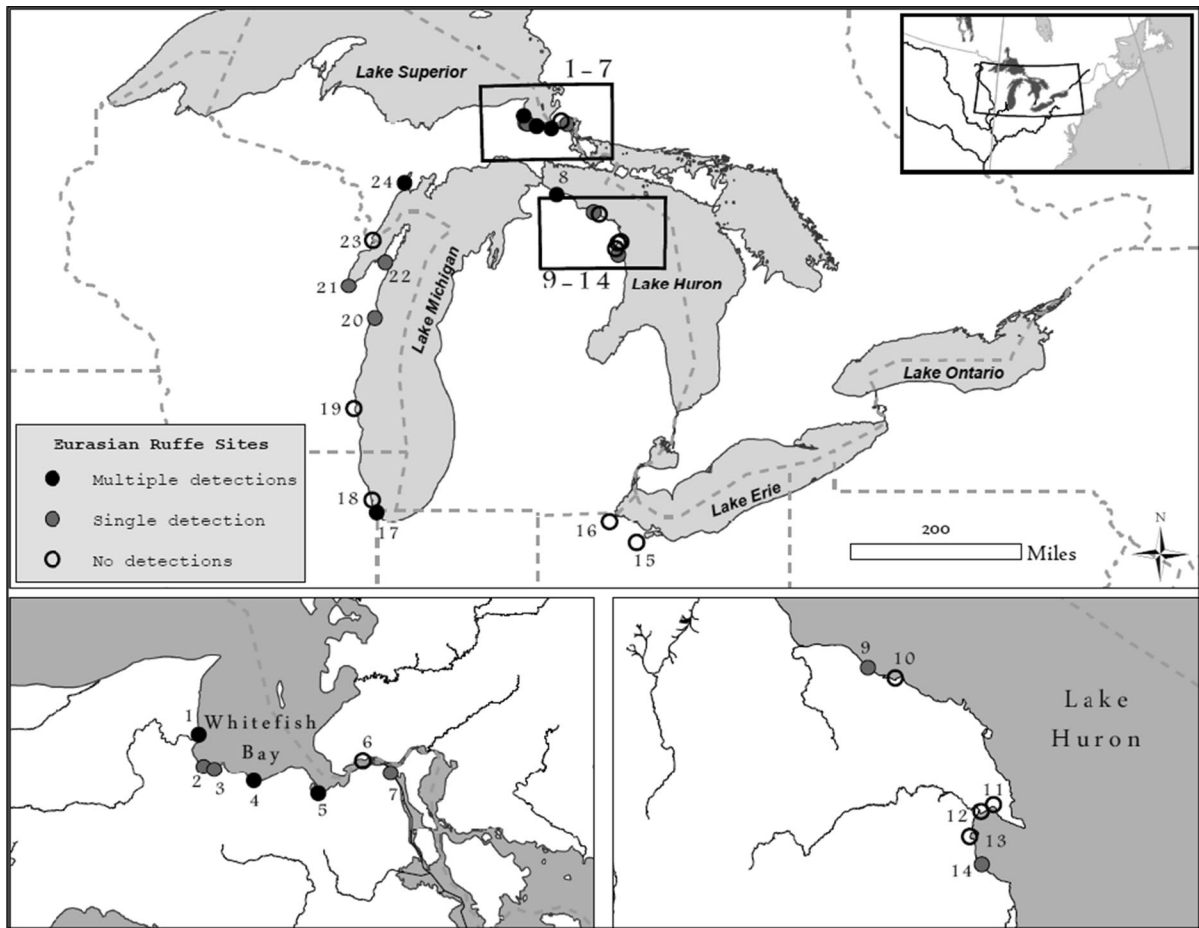 Lake Superior
1-7
24
8
23
22
21
9-14
Lake Michigan
Lake Huron
20
Lake Ontario
19
Eurasian Ruffe Sites
Multiple detections
Single detection
No detections
18
17
Lake Erie
16
15
200
Miles
N
1
Whitefish
Bay
2
3
4
5
6
7
9
10
Lake
Huron
11
12
13
14